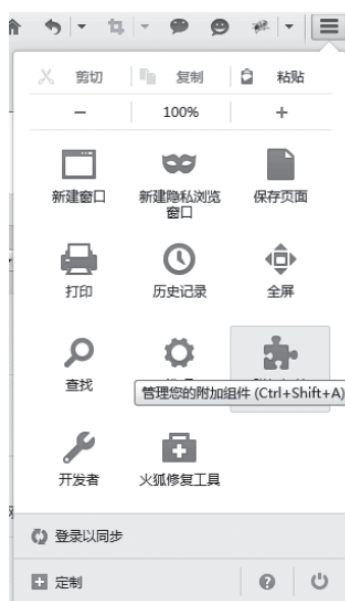 剪切 复制 粘贴
− 100% +
新建窗口 新建隐私浏览 保存页面
窗口
打印 历史记录 全屏
查找
管理您的附加组件 (Ctrl+Shift+A)
开发者 火狐修复工具
登录以同步
定制